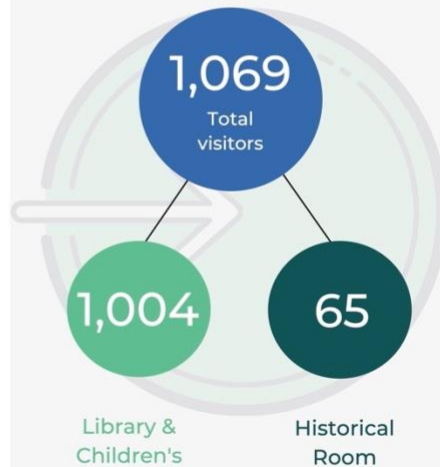 1,069
Total
visitors
1,004
65
Library &
Children's
Historical
Room